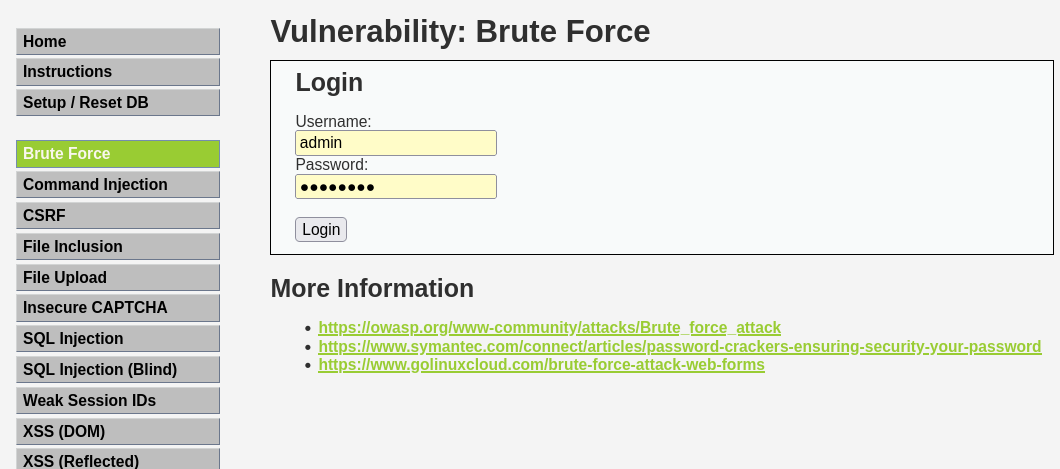 Home
Instructions
Setup / Reset DB
Brute Force
Command Injection
CSRF
File Inclusion
File Upload
Insecure CAPTCHA
SQL Injection
SQL Injection (Blind)
Weak Session IDs
XSS (DOM)
XSS (Reflected)
Vulnerability: Brute Force
Login
Username:
admin
Password:
●●●●●●●●
Login
More Information
• https://owasp.org/www-community/attacks/Brute_force_attack
• https://www.symantec.com/connect/articles/password-crackers-ensuring-security-your-password
• https://www.golinuxcloud.com/brute-force-attack-web-forms